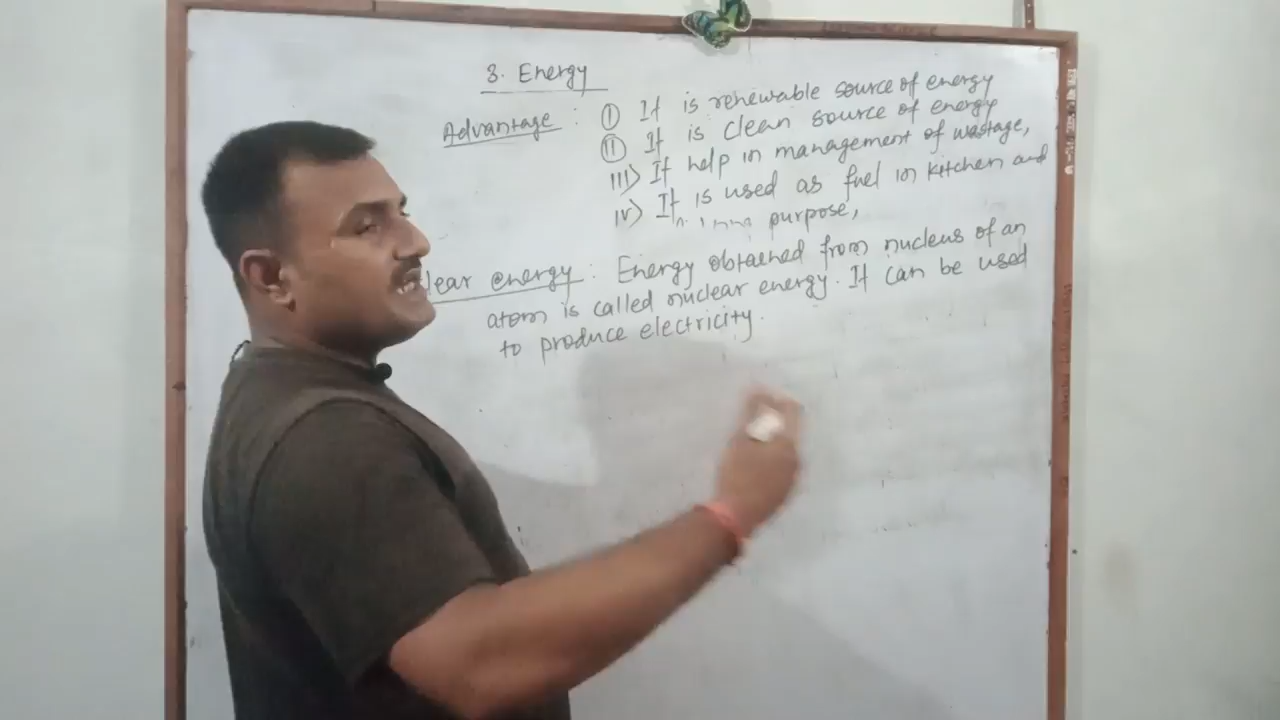 3. Energy
Advantage : (I) It is renewable source of energy
(II) It is clean source of energy
III) It help in management of wastage,
IV) It is used as fuel in kitchen and
purpose,
lear energy : Energy obtained from nucleus of an
atom is called nuclear energy. It can be used
to produce electricity.